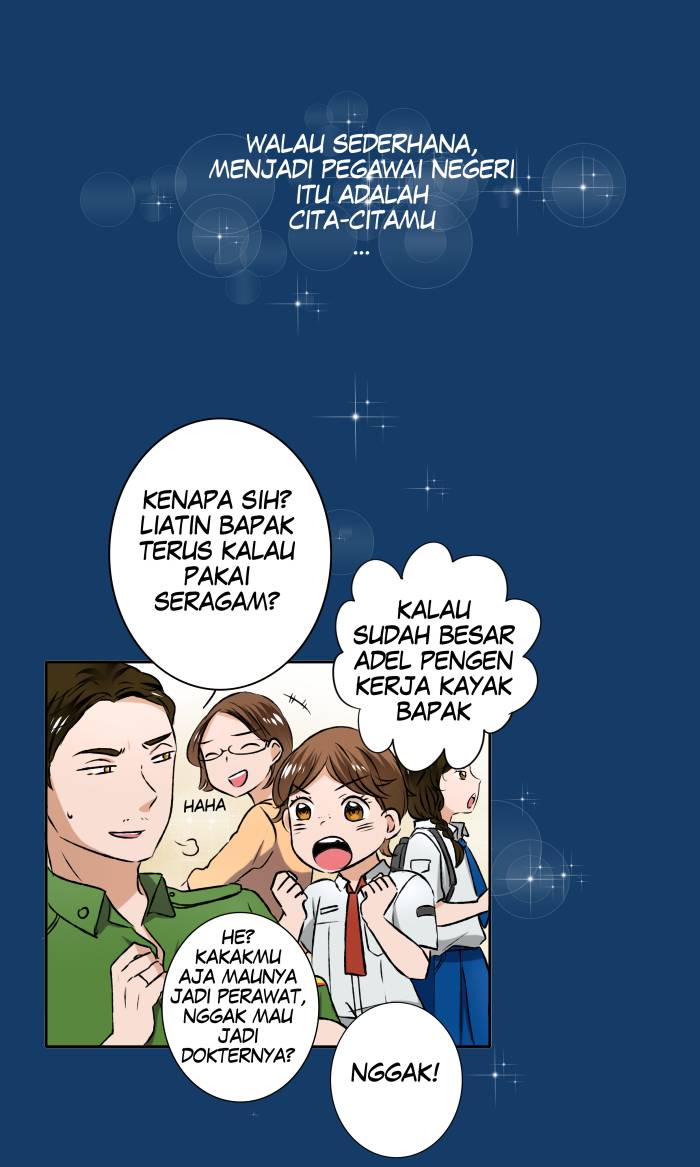 WALAU SEDERHANA,
MENJADI PEGAWAI NEGERI
ITU ADALAH
CITA-CITAMU
...
KENAPA SIH?
LIATIN BAPAK
TERUS KALAU
PAKAI
SERAGAM?
KALAU
SUDAH BESAR
ADEL PENGEN
KERJA KAYAK
BAPAK
HAHA
HE?
KAKAKMU
AJA MAUNYA
JADI PERAWAT,
NGGAK MAU
JADI
DOKTERNYA?
NGGAK!